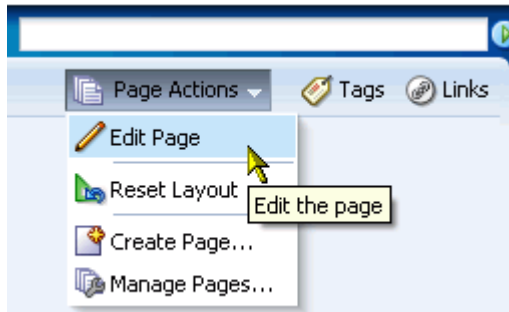 Page Actions Tags Links
Edit Page
Reset Layout
Edit the page
Create Page...
Manage Pages...